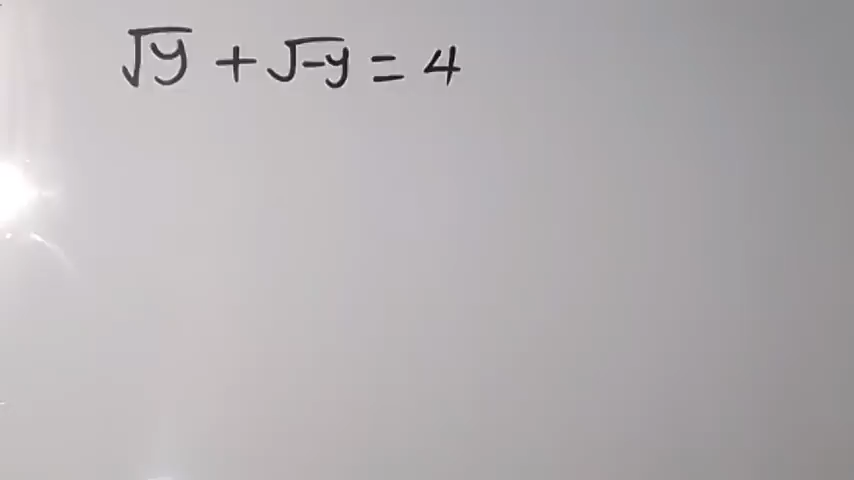 √y + √-y = 4